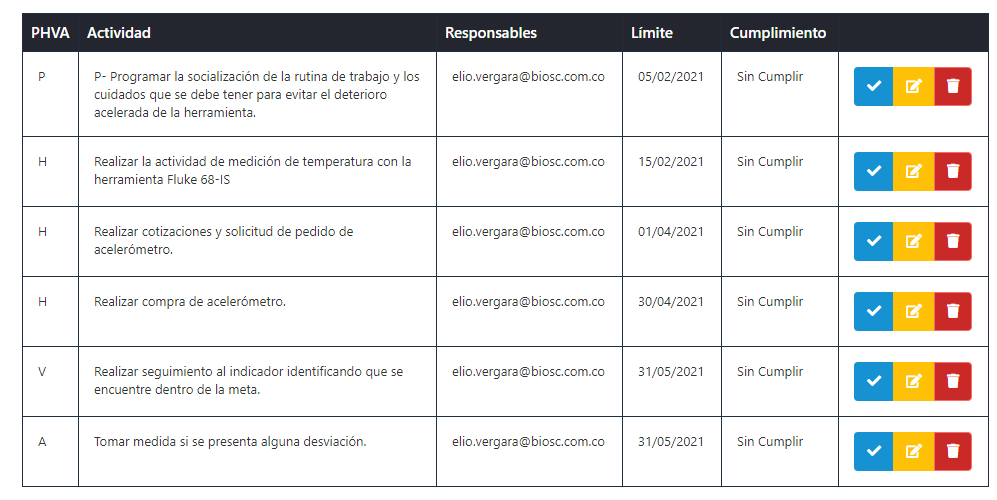 PHVA Actividad Responsables Límite Cumplimiento
P P- Programar la socialización de la rutina de trabajo y los elio.vergara@biosc.com.co 05/02/2021 Sin Cumplir
cuidados que se debe tener para evitar el deterioro
acelerada de la herramienta.
H Realizar la actividad de medición de temperatura con la elio.vergara@biosc.com.co 15/02/2021 Sin Cumplir
herramienta Fluke 68-IS
H Realizar cotizaciones y solicitud de pedido de elio.vergara@biosc.com.co 01/04/2021 Sin Cumplir
acelerómetro.
H Realizar compra de acelerómetro. elio.vergara@biosc.com.co 30/04/2021 Sin Cumplir
V Realizar seguimiento al indicador identificando que se elio.vergara@biosc.com.co 31/05/2021 Sin Cumplir
encuentre dentro de la meta.
A Tomar medida si se presenta alguna desviación. elio.vergara@biosc.com.co 31/05/2021 Sin Cumplir